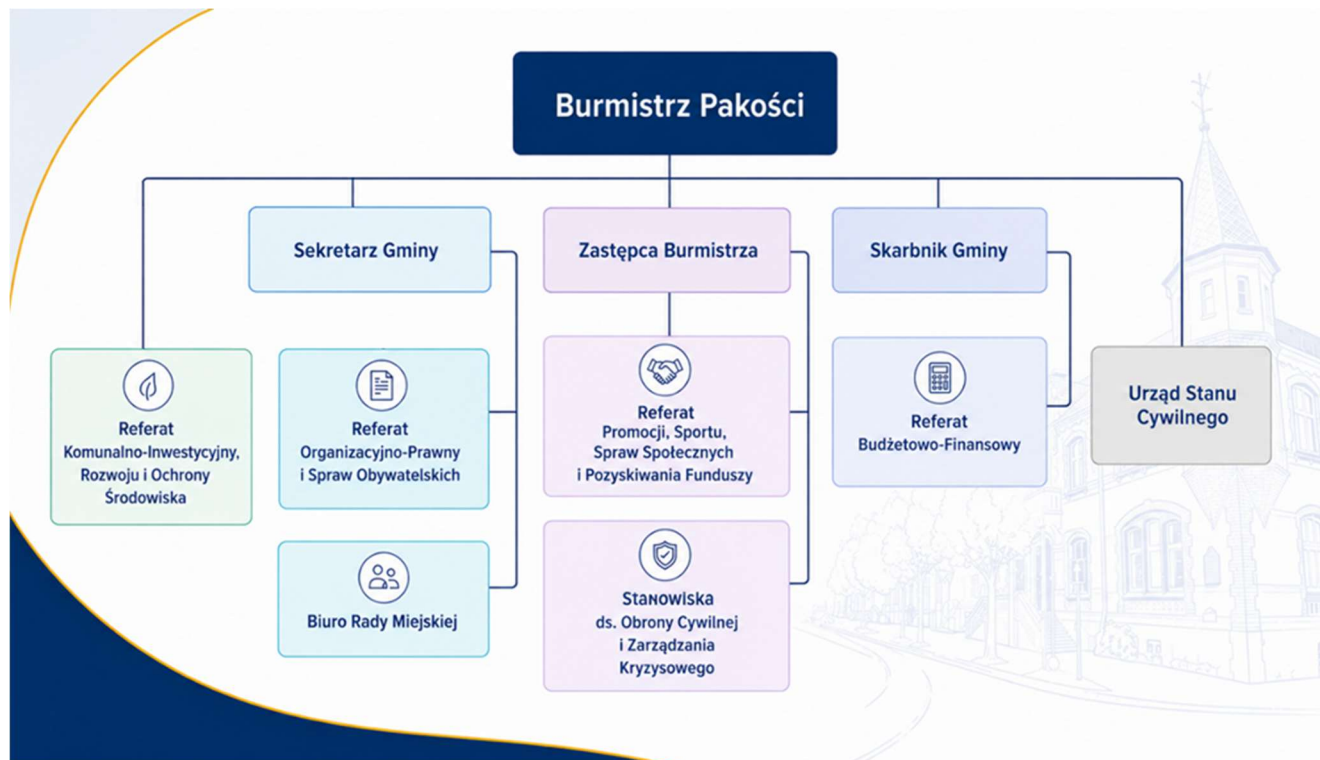 Burmistrz Pakości
Sekretarz Gminy
Zastępca Burmistrza
Skarbnik Gminy
Referat
Komunalno-Inwestycyjny,
Rozwoju i Ochrony
Środowiska
Referat
Organizacyjno-Prawny
i Spraw Obywatelskich
Referat
Promocji, Sportu,
Spraw Społecznych
i Pozyskiwania Funduszy
Referat
Budżetowo-Finansowy
Urząd Stanu
Cywilnego
Biuro Rady Miejskiej
Stanowiska
ds. Obrony Cywilnej
i Zarządzania
Kryzysowego